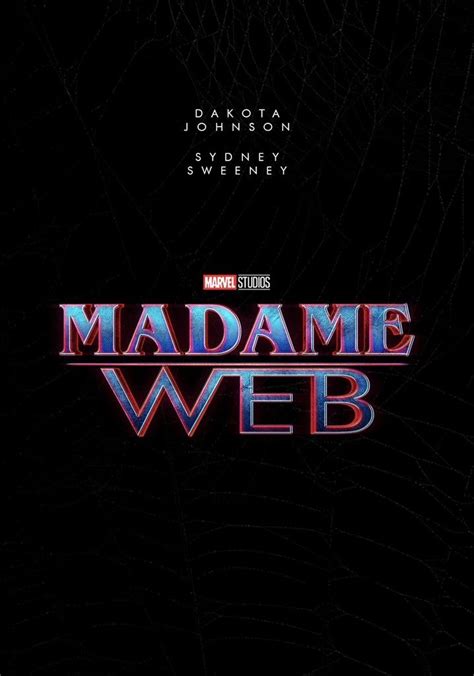 DAKOTA
JOHNSON
SYDNEY
SWEENEY
MARVEL STUDIOS
MADAME
WEB